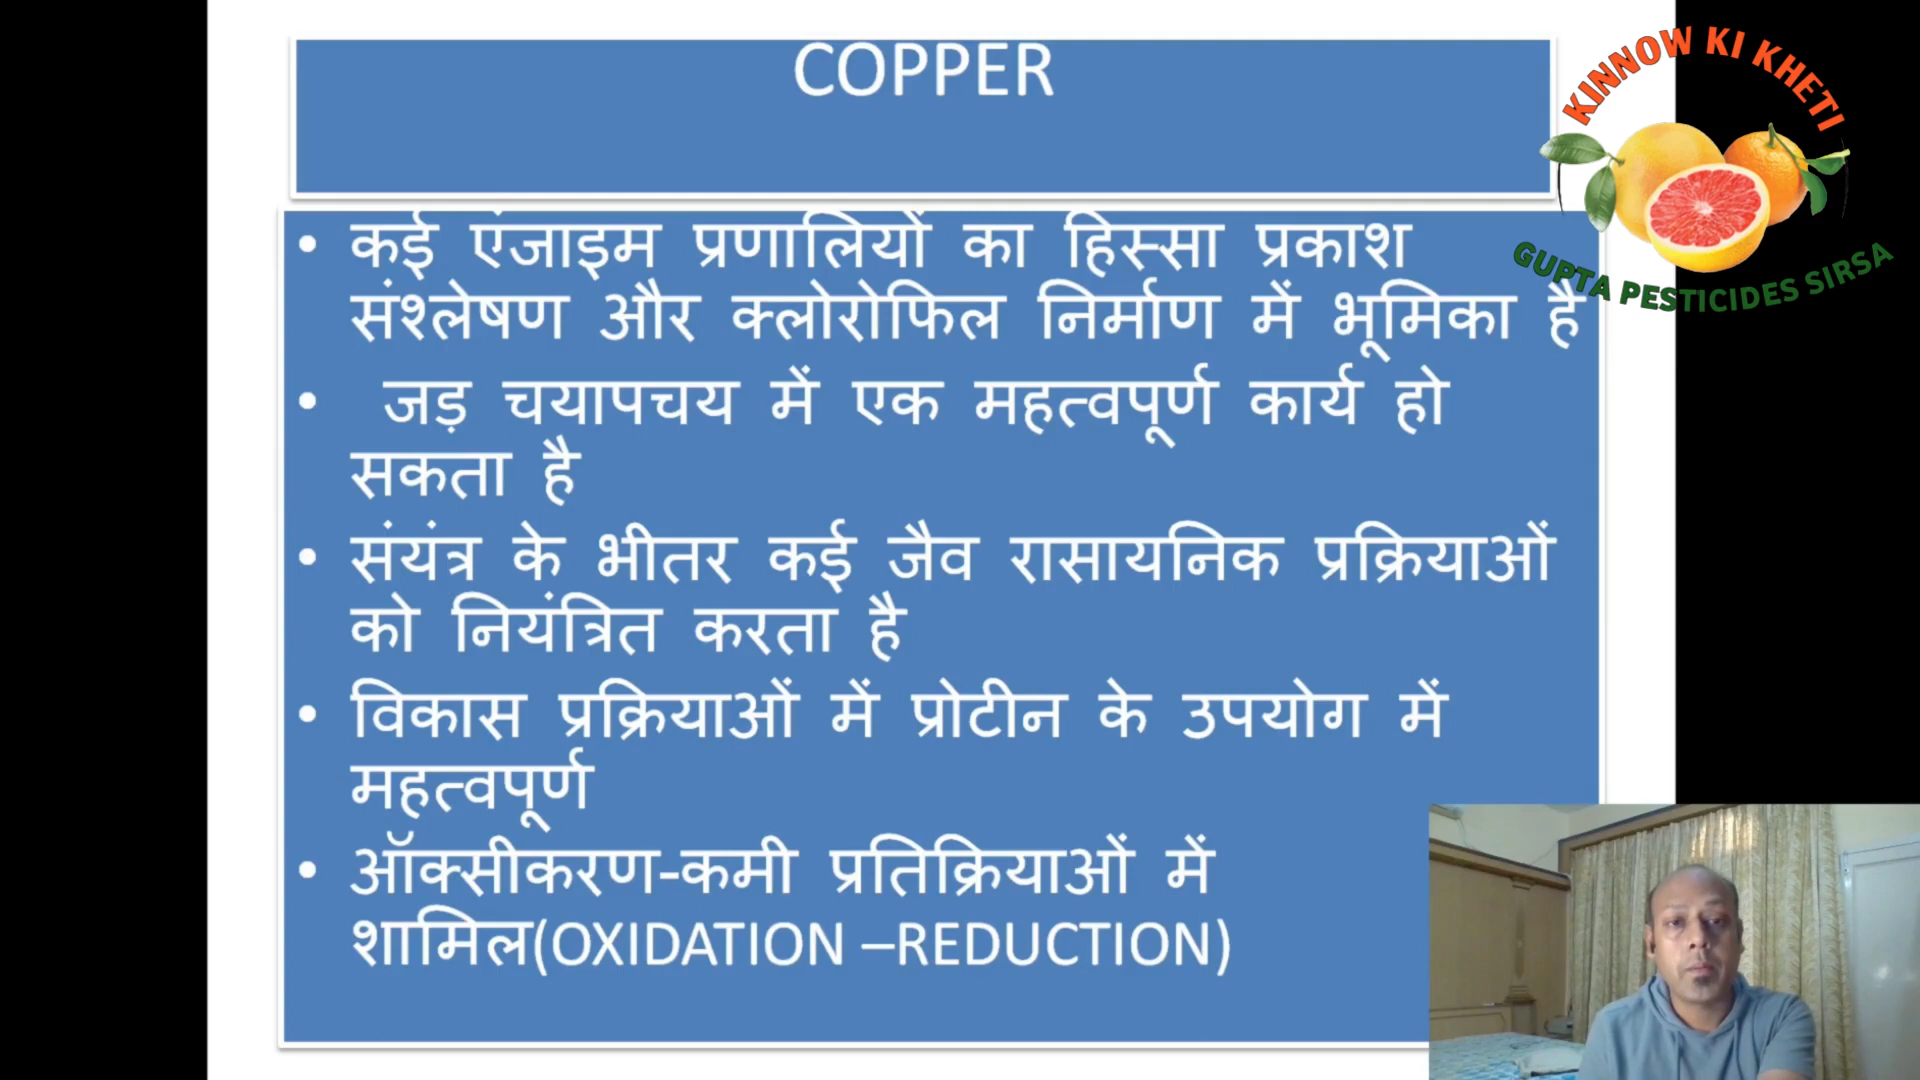 COPPER
KINNOW KI KHETI
GUPTA PESTICIDES SIRSA
• कई एंजाइम प्रणालियों का हिस्सा प्रकाश
संश्लेषण और क्लोरोफिल निर्माण में भूमिका है
• जड़ चयापचय में एक महत्वपूर्ण कार्य हो
सकता है
• संयंत्र के भीतर कई जैव रासायनिक प्रक्रियाओं
को नियंत्रित करता है
• विकास प्रक्रियाओं में प्रोटीन के उपयोग में
महत्वपूर्ण
• ऑक्सीकरण-कमी प्रतिक्रियाओं में
शामिल(OXIDATION –REDUCTION)